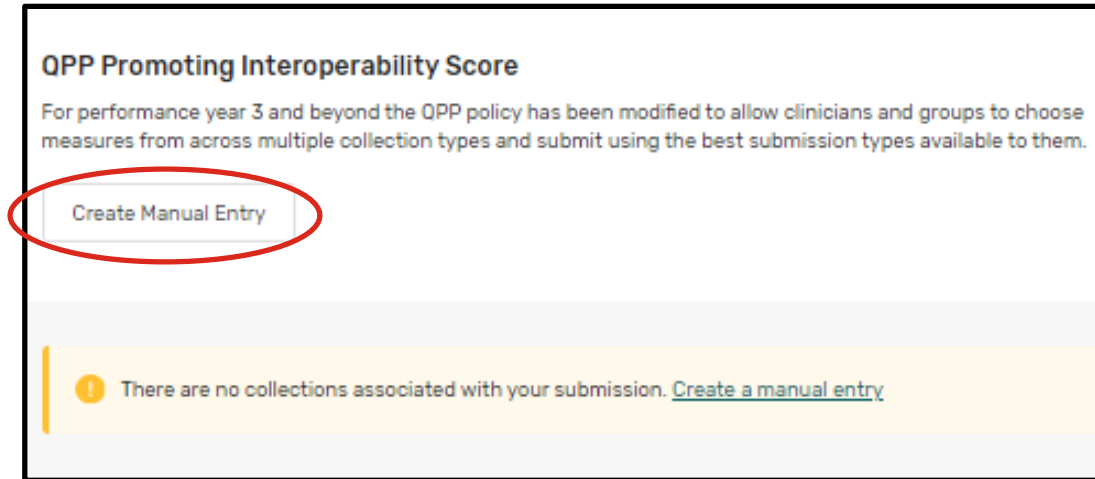 QPP Promoting Interoperability Score
For performance year 3 and beyond the QPP policy has been modified to allow clinicians and groups to choose
measures from across multiple collection types and submit using the best submission types available to them.
Create Manual Entry
There are no collections associated with your submission. Create a manual entry